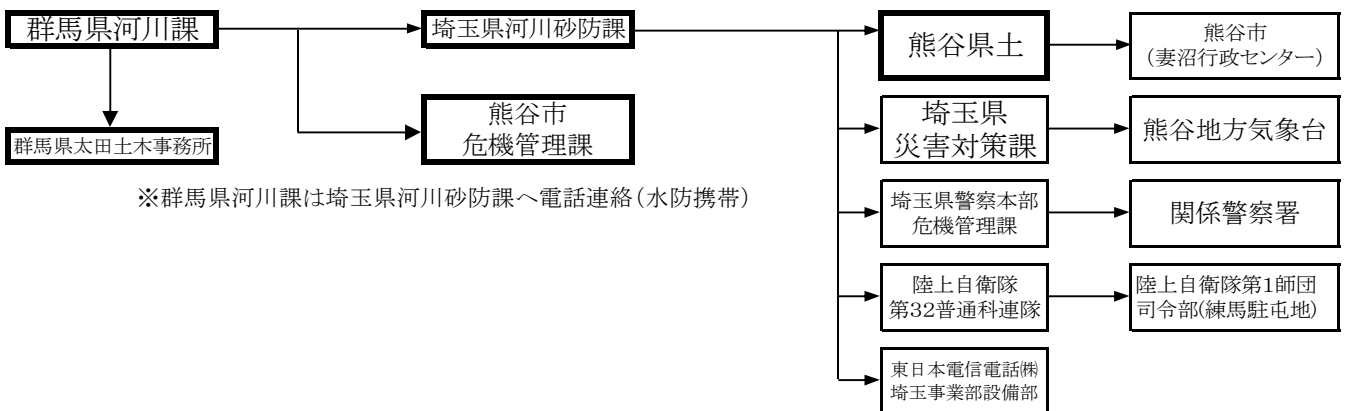 群馬県河川課
埼玉県河川砂防課
熊谷県土
熊谷市
(妻沼行政センター)
群馬県太田土木事務所
熊谷市
危機管理課
埼玉県
災害対策課
熊谷地方気象台
※群馬県河川課は埼玉県河川砂防課へ電話連絡(水防携帯)
埼玉県警察本部
危機管理課
関係警察署
陸上自衛隊
第32普通科連隊
陸上自衛隊第1師団
司令部(練馬駐屯地)
東日本電信電話㈱
埼玉事業部設備部